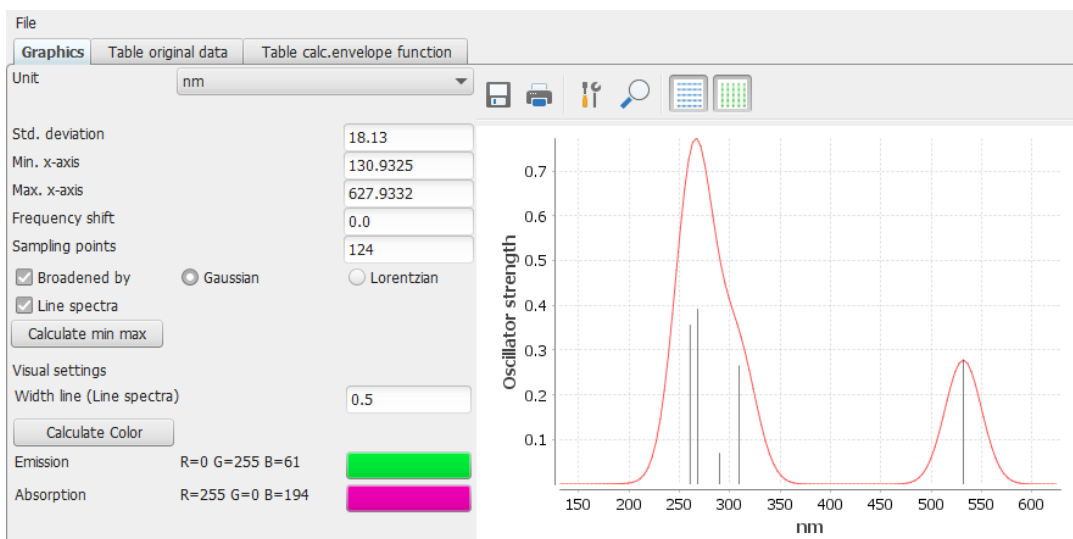 File
Graphics Table original data Table calc.envelope function
Unit nm
Std. deviation 18.13
Min. x-axis 130.9325
Max. x-axis 627.9332
Frequency shift 0.0
Sampling points 124
Broadened by Gaussian Lorentzian
Line spectra
Calculate min max
Visual settings
Width line (Line spectra) 0.5
Calculate Color
Emission R=0 G=255 B=61
Absorption R=255 G=0 B=194
Oscillator strength
0.7
0.6
0.5
0.4
0.3
0.2
0.1
150 200 250 300 350 400 450 500 550 600
nm